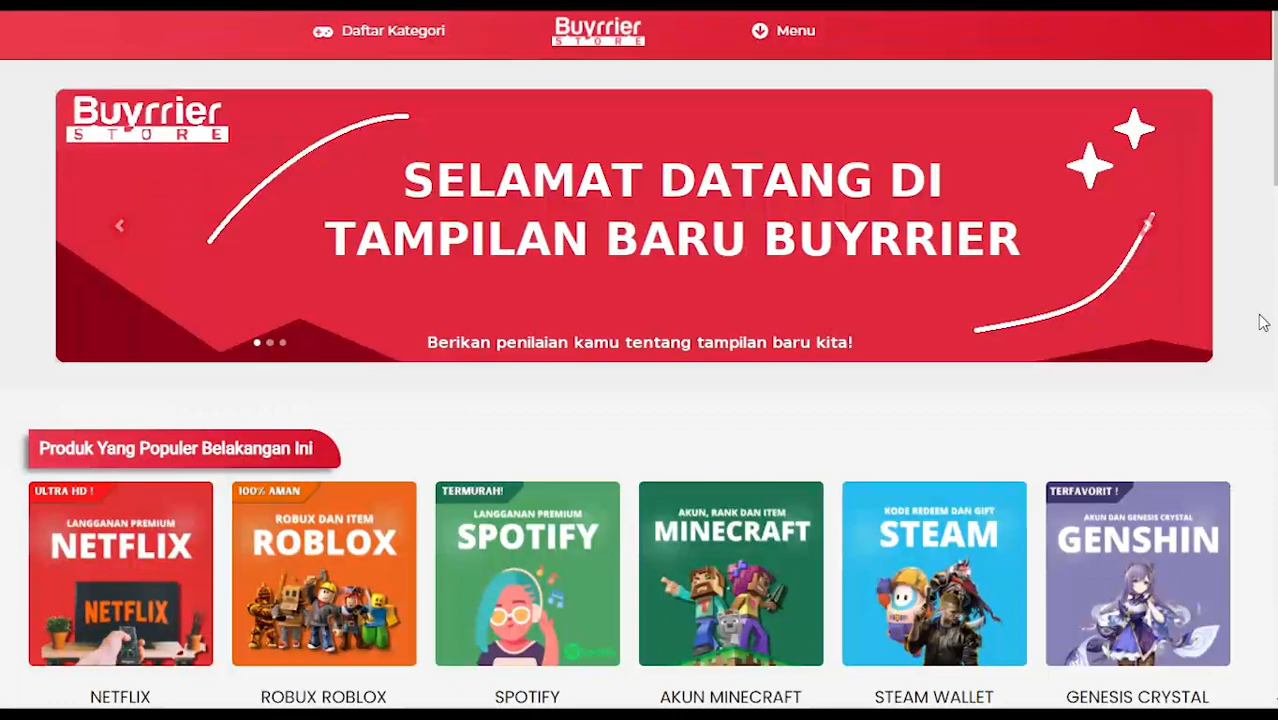 Daftar Kategori
Buyrrier
STORE
Menu
Buyrrier
STORE
SELAMAT DATANG DI
TAMPILAN BARU BUYRRIER
Berikan penilaian kamu tentang tampilan baru kita!
Produk Yang Populer Belakangan Ini
ULTRA HD !
LANGGANAN PREMIUM
NETFLIX
NETFLIX
NETFLIX
100% AMAN
ROBUX DAN ITEM
ROBLOX
ROBUX ROBLOX
TERMURAH!
LANGGANAN PREMIUM
SPOTIFY
SPOTIFY
AKUN, RANK DAN ITEM
MINECRAFT
AKUN MINECRAFT
KODE REDEEM DAN GIFT
STEAM
STEAM WALLET
TERFAVORIT !
AKUN DAN GENESIS CRYSTAL
GENSHIN
GENESIS CRYSTAL